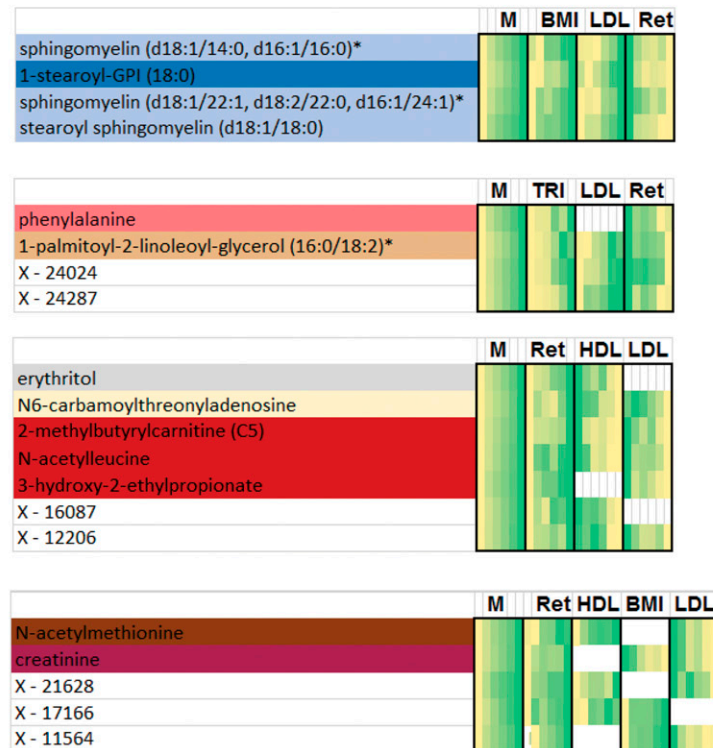 M BMI LDL Ret
sphingomyelin (d18:1/14:0, d16:1/16:0)*
1-stearoyl-GPI (18:0)
sphingomyelin (d18:1/22:1, d18:2/22:0, d16:1/24:1)*
stearoyl sphingomyelin (d18:1/18:0)
M TRI LDL Ret
phenylalanine
1-palmitoyl-2-linoleoyl-glycerol (16:0/18:2)*
X - 24024
X - 24287
M Ret HDL LDL
erythritol
N6-carbamoylthreonyladenosine
2-methylbutyrylcarnitine (C5)
N-acetylleucine
3-hydroxy-2-ethylpropionate
X - 16087
X - 12206
M Ret HDL BMI LDL
N-acetylmethionine
creatinine
X - 21628
X - 17166
X - 11564